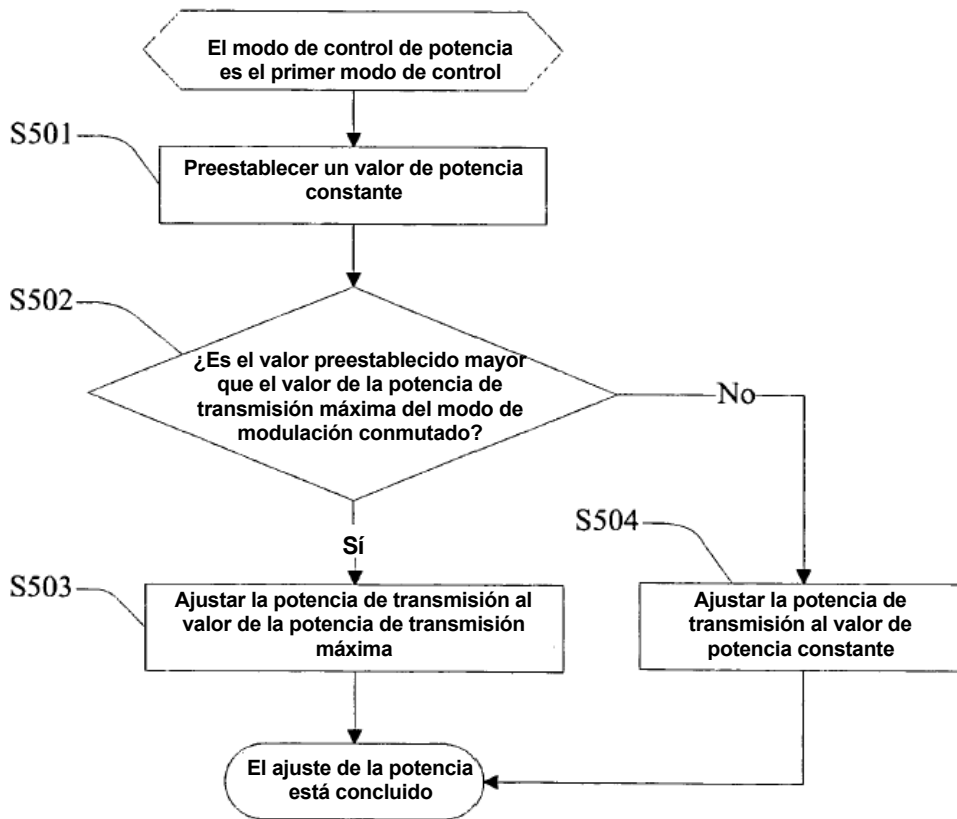 El modo de control de potencia
es el primer modo de control
S501
Preestablecer un valor de potencia
constante
S502
¿Es el valor preestablecido mayor
que el valor de la potencia de
transmisión máxima del modo de
modulación conmutado?
No
Sí
S504
S503
Ajustar la potencia de transmisión al
valor de la potencia de transmisión
máxima
Ajustar la potencia de
transmisión al valor de
potencia constante
El ajuste de la potencia
está concluido